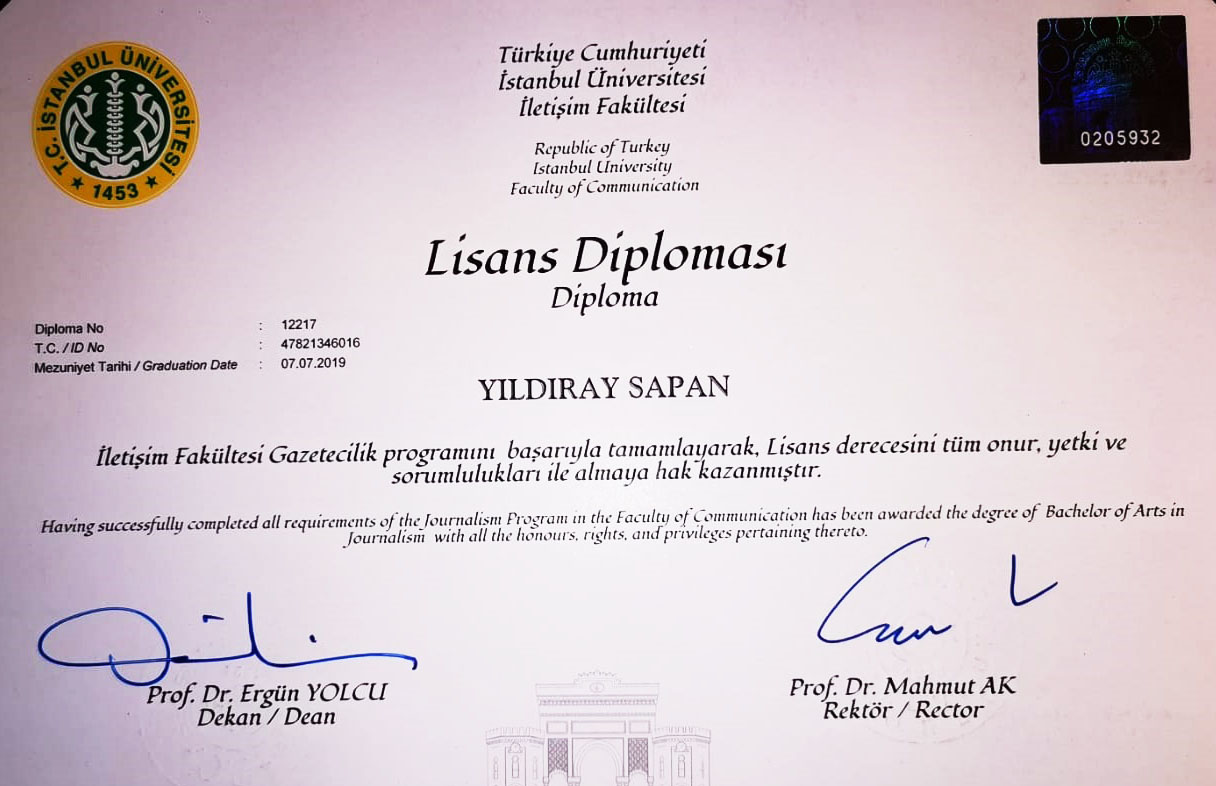 T.C. İSTANBUL ÜNİVERSİTESİ
★ 1453 ★
Türkiye Cumhuriyeti
İstanbul Üniversitesi
İletişim Fakültesi
Republic of Turkey
Istanbul University
Faculty of Communication
0205932
Lisans Diploması
Diploma
Diploma No : 12217
T.C. / ID No : 47821346016
Mezuniyet Tarihi / Graduation Date : 07.07.2019
YILDIRAY SAPAN
İletişim Fakültesi Gazetecilik programını başarıyla tamamlayarak, Lisans derecesini tüm onur, yetki ve
sorumlulukları ile almaya hak kazanmıştır.
Having successfully completed all requirements of the Journalism Program in the Faculty of Communication has been awarded the degree of Bachelor of Arts in
Journalism with all the honours, rights, and privileges pertaining thereto.
Prof. Dr. Ergün YOLCU
Dekan / Dean
Prof. Dr. Mahmut AK
Rektör / Rector